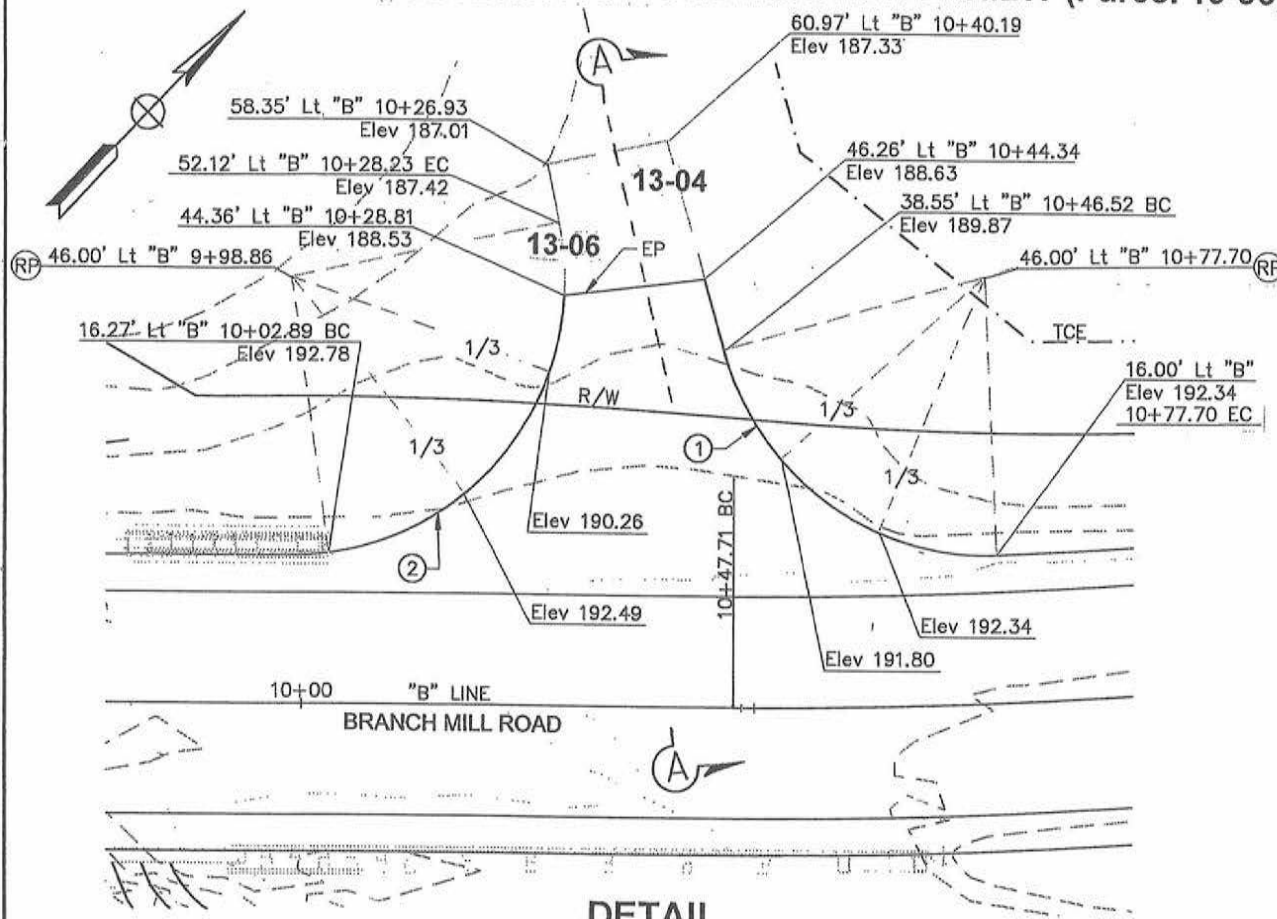 60.97' Lt "B" 10+40.19
Elev 187.33
A
58.35' Lt "B" 10+26.93
Elev 187.01
52.12' Lt "B" 10+28.23 EC
Elev 187.42
44.36' Lt "B" 10+28.81
Elev 188.53
13-04
13-06
EP
46.26' Lt "B" 10+44.34
Elev 188.63
38.55' Lt "B" 10+46.52 BC
Elev 189.87
RP 46.00' Lt "B" 9+98.86
46.00' Lt "B" 10+77.70 RP
16.27' Lt "B" 10+02.89 BC
Elev 192.78
1/3
TCE
16.00' Lt "B"
Elev 192.34
10+77.70 EC
R/W
1/3
1
1/3
1/3
Elev 190.26
10+47.71 BC
2
Elev 192.49
Elev 192.34
Elev 191.80
10+00 "B" LINE
BRANCH MILL ROAD
A
DETAIL